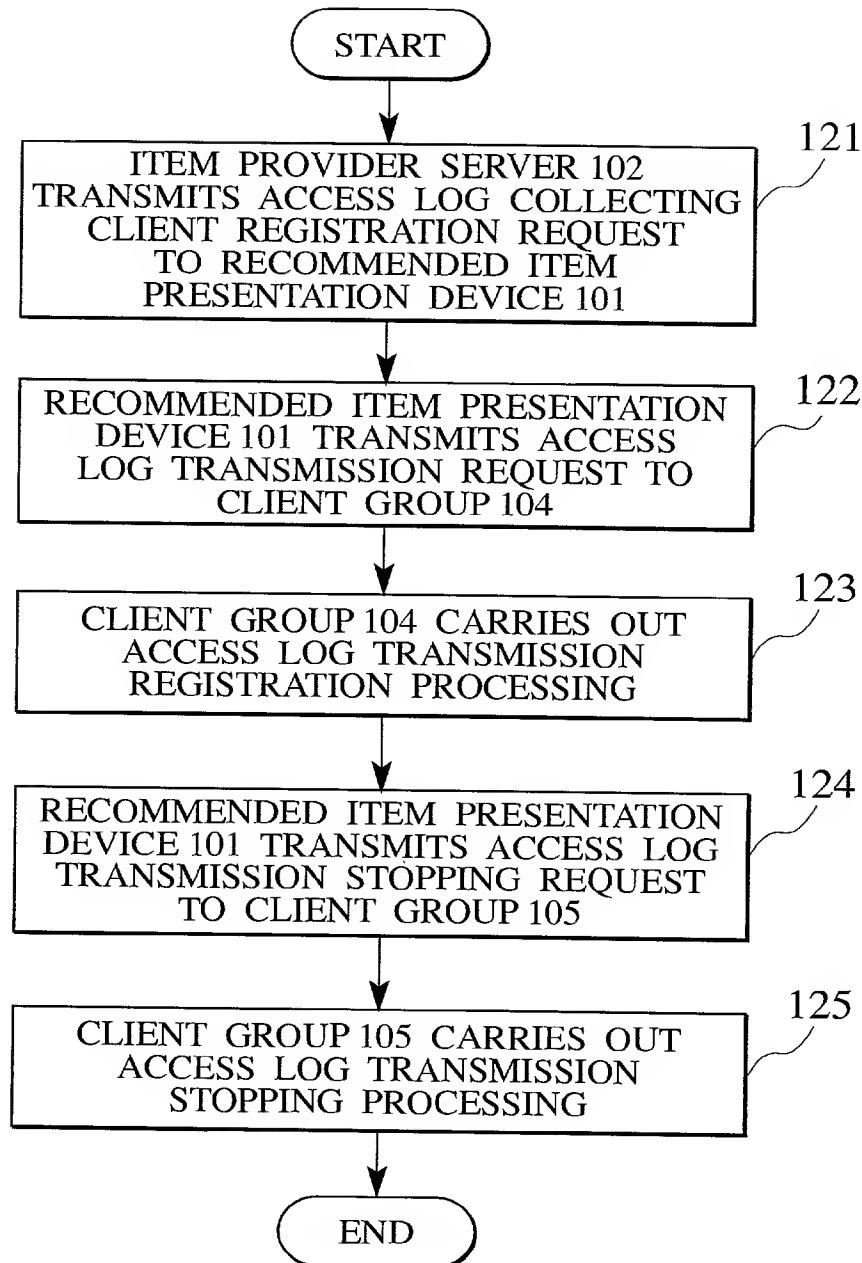 START
121
ITEM PROVIDER SERVER 102
TRANSMITS ACCESS LOG COLLECTING
CLIENT REGISTRATION REQUEST
TO RECOMMENDED ITEM
PRESENTATION DEVICE 101
122
RECOMMENDED ITEM PRESENTATION
DEVICE 101 TRANSMITS ACCESS
LOG TRANSMISSION REQUEST TO
CLIENT GROUP 104
123
CLIENT GROUP 104 CARRIES OUT
ACCESS LOG TRANSMISSION
REGISTRATION PROCESSING
124
RECOMMENDED ITEM PRESENTATION
DEVICE 101 TRANSMITS ACCESS LOG
TRANSMISSION STOPPING REQUEST
TO CLIENT GROUP 105
125
CLIENT GROUP 105 CARRIES OUT
ACCESS LOG TRANSMISSION
STOPPING PROCESSING
END